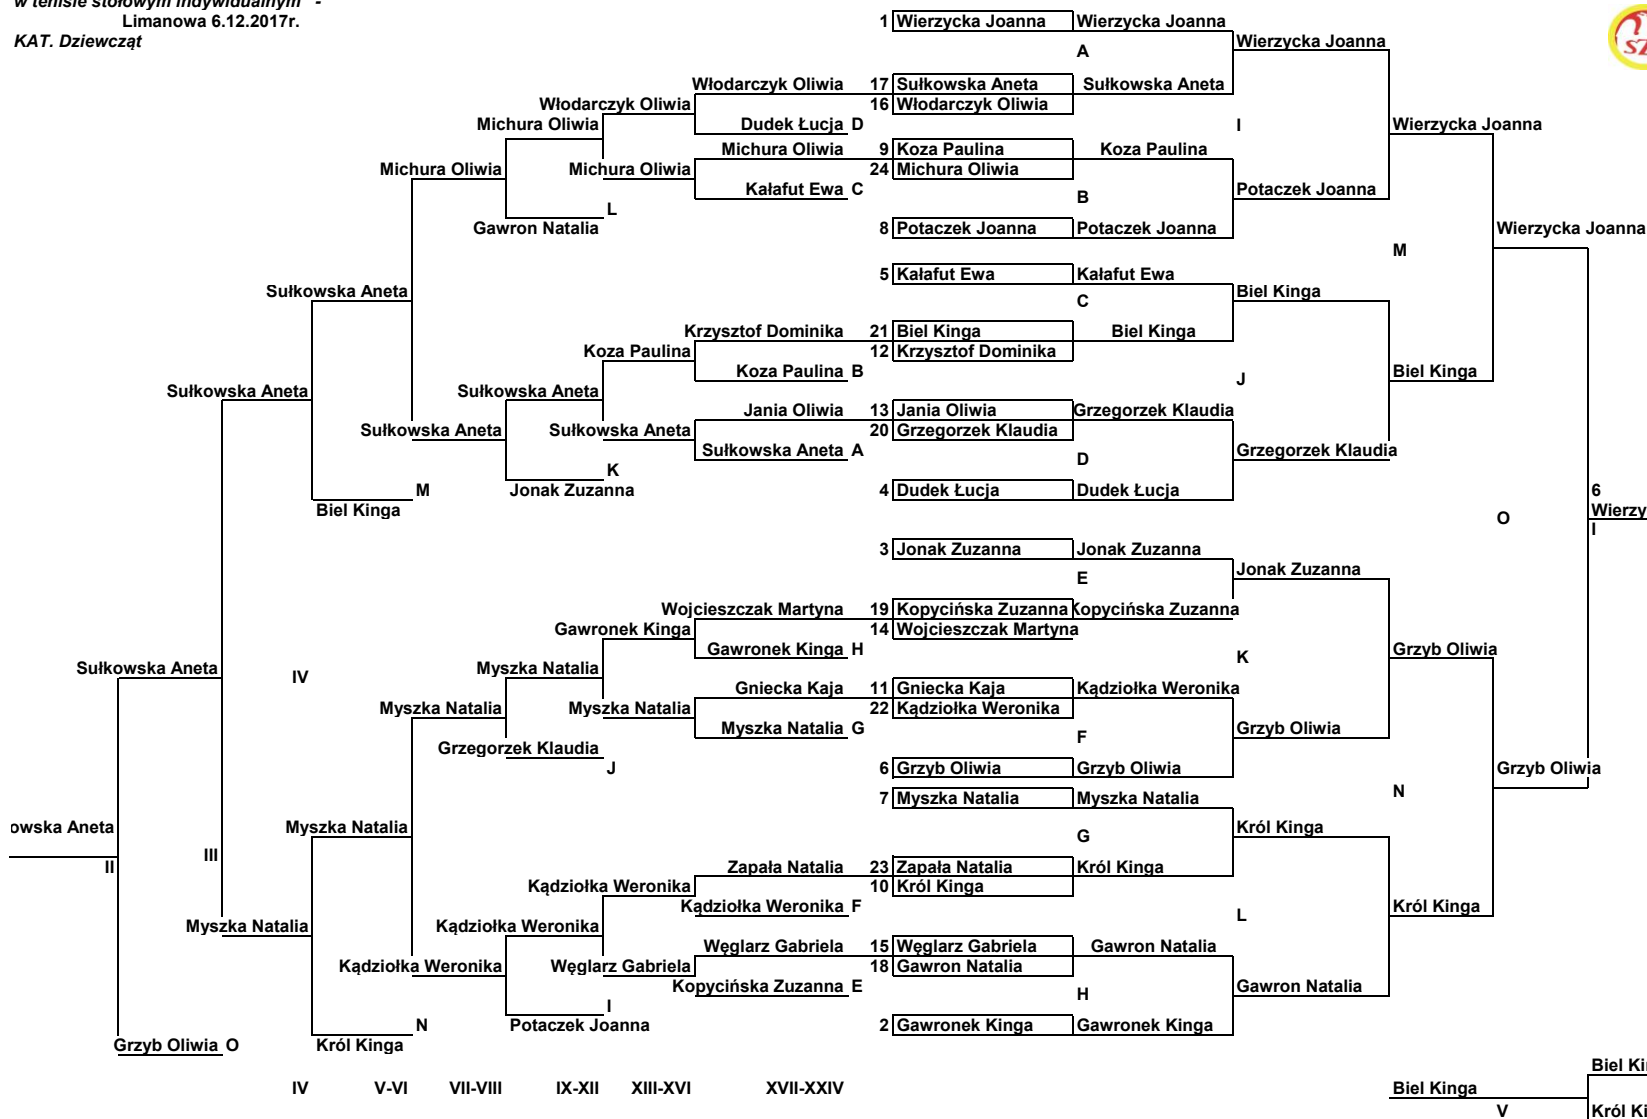 w tenisie stołowym indywidualnym" -
Limanowa 6.12.2017r.
KAT. Dziewcząt
1 Wierzycka Joanna Wierzycka Joanna
Wierzycka Joanna
A
Włodarczyk Oliwia 17 Sułkowska Aneta Sułkowska Aneta
Włodarczyk Oliwia 16 Włodarczyk Oliwia
Michura Oliwia Dudek Łucja D I Wierzycka Joanna
Michura Oliwia 9 Koza Paulina Koza Paulina
Michura Oliwia Michura Oliwia 24 Michura Oliwia
Kałafut Ewa C Potaczek Joanna
B
L
Gawron Natalia 8 Potaczek Joanna Potaczek Joanna Wierzycka Joanna
M
5 Kałafut Ewa Kałafut Ewa
Sułkowska Aneta Biel Kinga
C
Krzysztof Dominika 21 Biel Kinga Biel Kinga
Koza Paulina 12 Krzysztof Dominika
Koza Paulina B Biel Kinga
J
Sułkowska Aneta Sułkowska Aneta
Jania Oliwia 13 Jania Oliwia Grzegorzek Klaudia
Sułkowska Aneta Sułkowska Aneta 20 Grzegorzek Klaudia
Sułkowska Aneta A Grzegorzek Klaudia
D
K
M Jonak Zuzanna 4 Dudek Łucja Dudek Łucja 6
Biel Kinga Wierzy
O
I
3 Jonak Zuzanna Jonak Zuzanna
Jonak Zuzanna
E
Wojcieszczak Martyna 19 Kopycińska Zuzanna Kopycińska Zuzanna
Gawronek Kinga 14 Wojcieszczak Martyna
Gawronek Kinga H Grzyb Oliwia
K
Sułkowska Aneta Myszka Natalia
IV
Gniecka Kaja 11 Gniecka Kaja Kądziołka Weronika
Myszka Natalia Myszka Natalia 22 Kądziołka Weronika
Myszka Natalia G Grzyb Oliwia
F
Grzegorzek Klaudia
J 6 Grzyb Oliwia Grzyb Oliwia Grzyb Oliwia
N
7 Myszka Natalia Myszka Natalia
owska Aneta Myszka Natalia Król Kinga
G
III
II Zapała Natalia 23 Zapała Natalia Król Kinga
Kądziołka Weronika 10 Król Kinga
Kądziołka Weronika F Król Kinga
L
Myszka Natalia Kądziołka Weronika
Węglarz Gabriela 15 Węglarz Gabriela Gawron Natalia
Kądziołka Weronika Węglarz Gabriela 18 Gawron Natalia
Kopycińska Zuzanna E Gawron Natalia
H
I
N Potaczek Joanna 2 Gawronek Kinga Gawronek Kinga
Grzyb Oliwia O Król Kinga
Biel Ki
IV V-VI VII-VIII IX-XII XIII-XVI XVII-XXIV Biel Kinga
V Król Ki